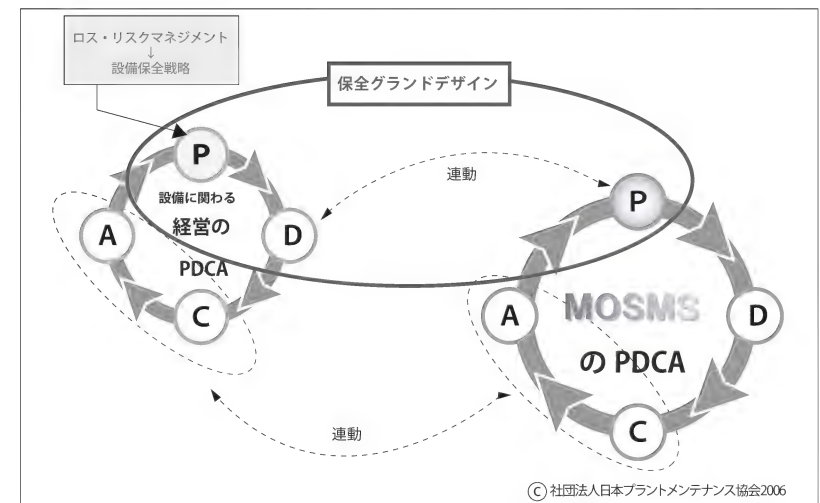 ロス・リスクマネジメント
↓
設備保全戦略
保全グランドデザイン
P
設備に関わる
経営の
PDCA
A
D
C
連動
P
A
MOSMS
D
の PDCA
C
連動
Ⓒ 社団法人日本プラントメンテナンス協会2006